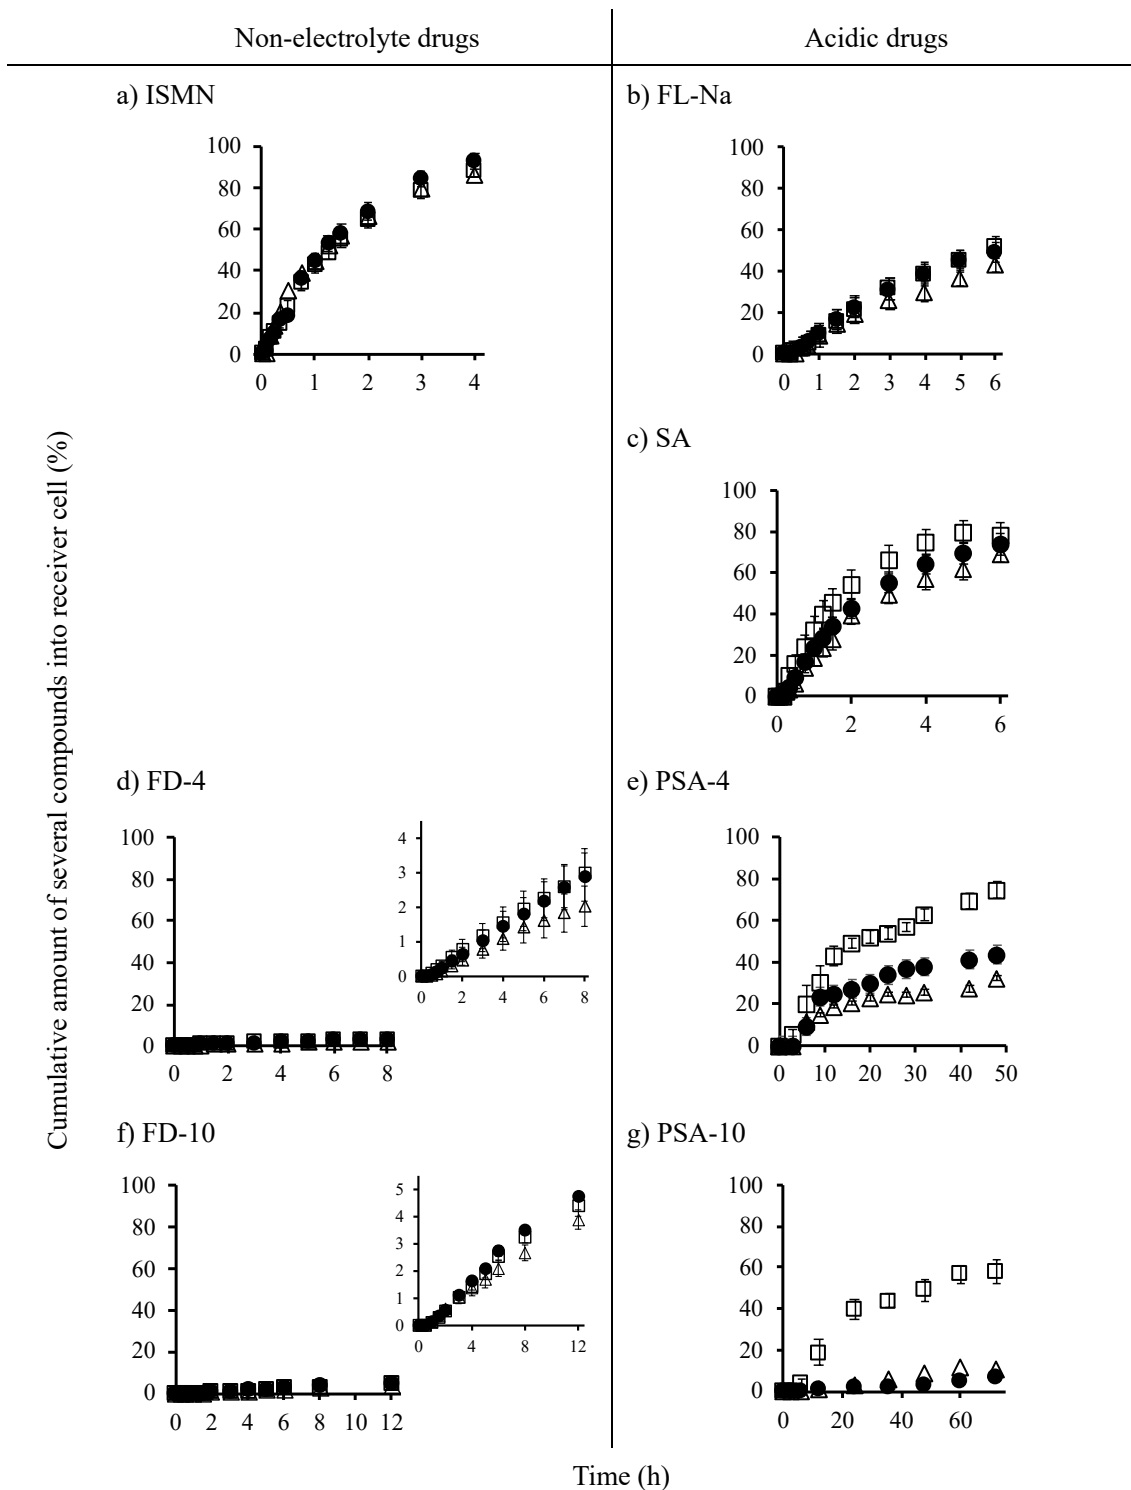 Non-electrolyte drugs
Acidic drugs
a) ISMN
100
80
60
40
20
0
0 1 2 3 4
b) FL-Na
100
80
60
40
20
0
0 1 2 3 4 5 6
c) SA
100
80
60
40
20
0
0 2 4 6
Cumulative amount of several compounds into receiver cell (%)
d) FD-4
100
80
60
40
20
0
0 2 4 6 8
4
3
2
1
0
0 2 4 6 8
e) PSA-4
100
80
60
40
20
0
0 10 20 30 40 50
f) FD-10
100
80
60
40
20
0
0 2 4 6 8 10 12
5
4
3
2
1
0
0 4 8 12
g) PSA-10
100
80
60
40
20
0
0 20 40 60
Time (h)